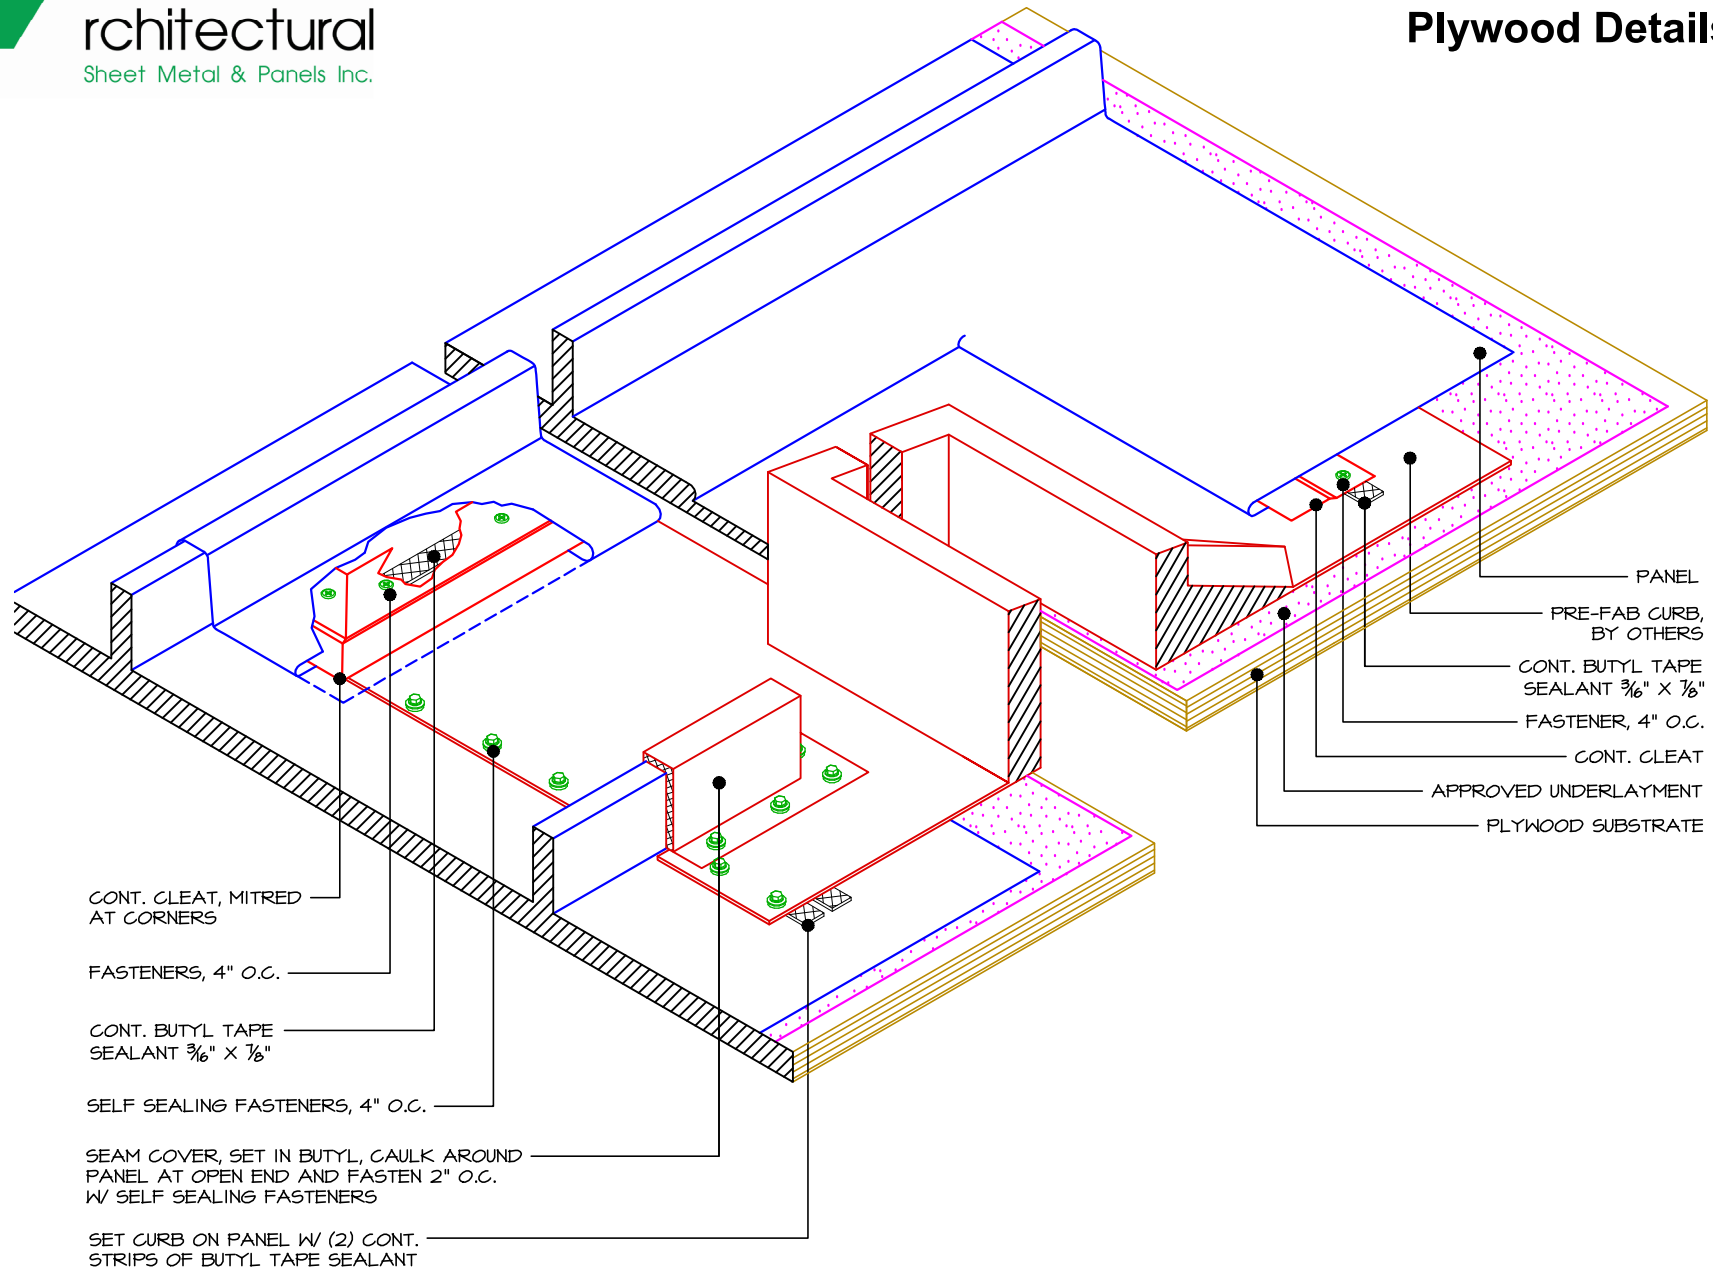 rchitectural
Sheet Metal & Panels Inc.
Plywood Details
PANEL
PRE-FAB CURB,
BY OTHERS
CONT. BUTYL TAPE
SEALANT 3/16" X 7/8"
FASTENER, 4" O.C.
CONT. CLEAT
APPROVED UNDERLAYMENT
PLYWOOD SUBSTRATE
CONT. CLEAT, MITRED
AT CORNERS
FASTENERS, 4" O.C.
CONT. BUTYL TAPE
SEALANT 3/16" X 7/8"
SELF SEALING FASTENERS, 4" O.C.
SEAM COVER, SET IN BUTYL, CAULK AROUND
PANEL AT OPEN END AND FASTEN 2" O.C.
W/ SELF SEALING FASTENERS
SET CURB ON PANEL W/ (2) CONT.
STRIPS OF BUTYL TAPE SEALANT